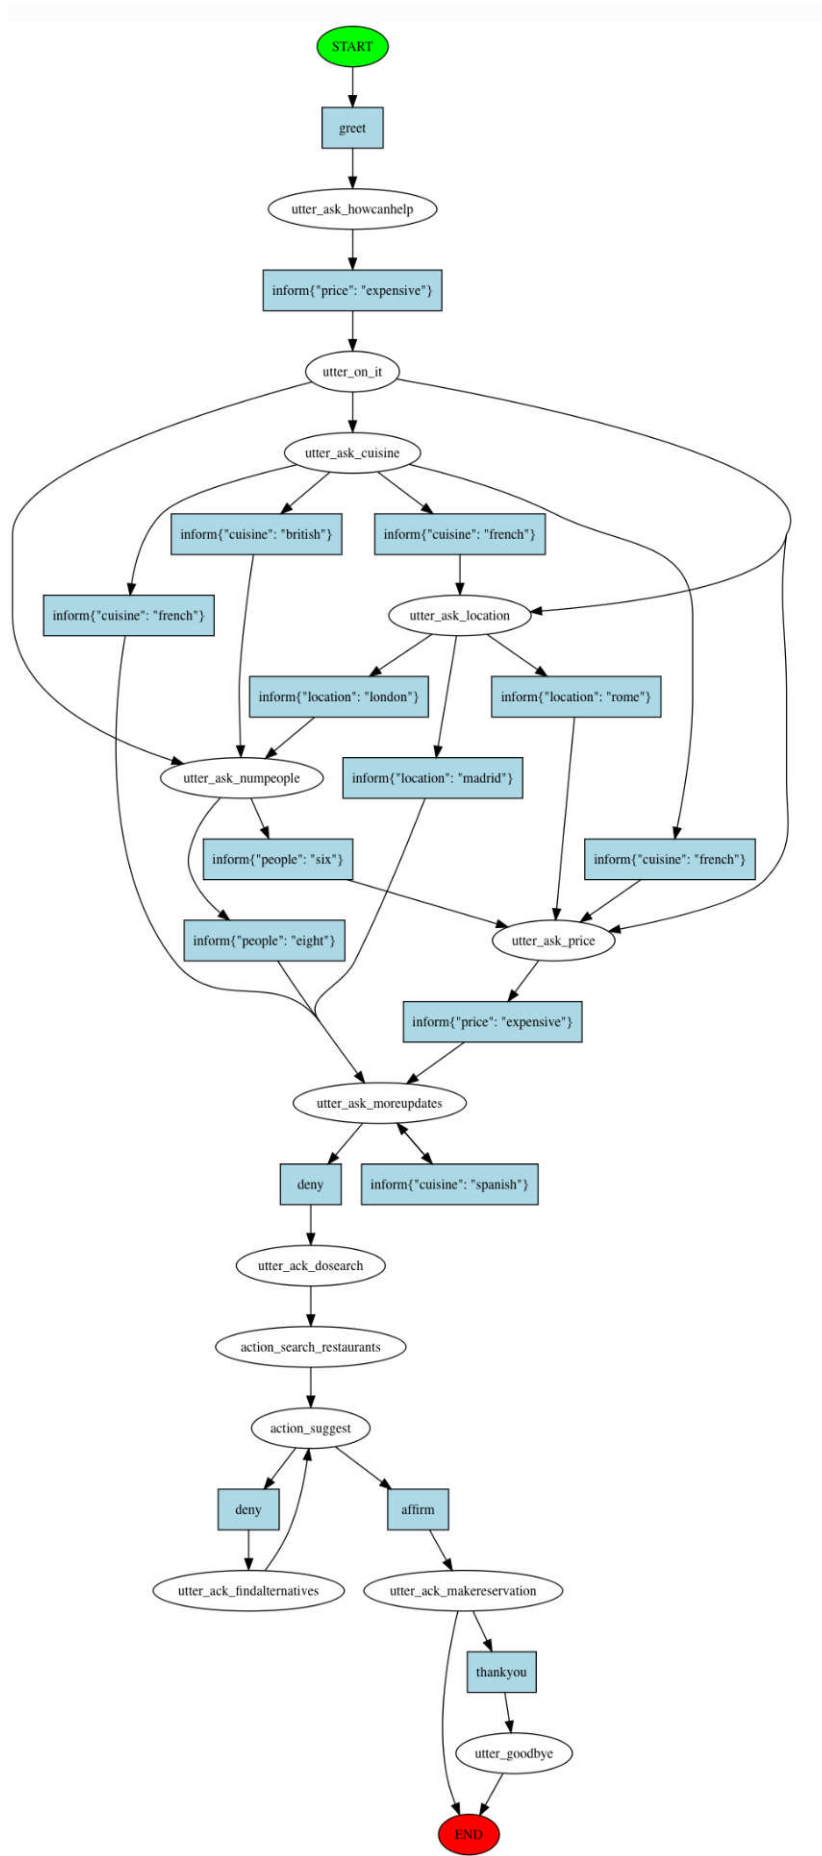 START
greet
utter_ask_howcanhelp
inform{"price": "expensive"}
utter_on_it
utter_ask_cuisine
inform{"cuisine": "british"}
inform{"cuisine": "french"}
inform{"cuisine": "french"}
utter_ask_location
inform{"location": "london"}
inform{"location": "rome"}
utter_ask_numpeople
inform{"location": "madrid"}
inform{"people": "six"}
inform{"cuisine": "french"}
inform{"people": "eight"}
utter_ask_price
inform{"price": "expensive"}
utter_ask_moreupdates
deny
inform{"cuisine": "spanish"}
utter_ack_dosearch
action_search_restaurants
action_suggest
deny
affirm
utter_ack_findalternatives
utter_ack_makereservation
thankyou
utter_goodbye
END